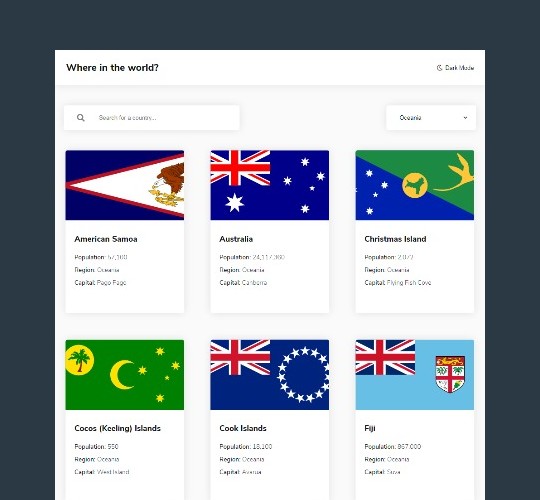 Where in the world?
Dark Mode
Search for a country...
Oceania
American Samoa
Population: 57,100
Region: Oceania
Capital: Pago Pago
Australia
Population: 24,117,360
Region: Oceania
Capital: Canberra
Christmas Island
Population: 2,072
Region: Oceania
Capital: Flying Fish Cove
Cocos (Keeling) Islands
Population: 550
Region: Oceania
Capital: West Island
Cook Islands
Population: 18,100
Region: Oceania
Capital: Avarua
Fiji
Population: 867,000
Region: Oceania
Capital: Suva